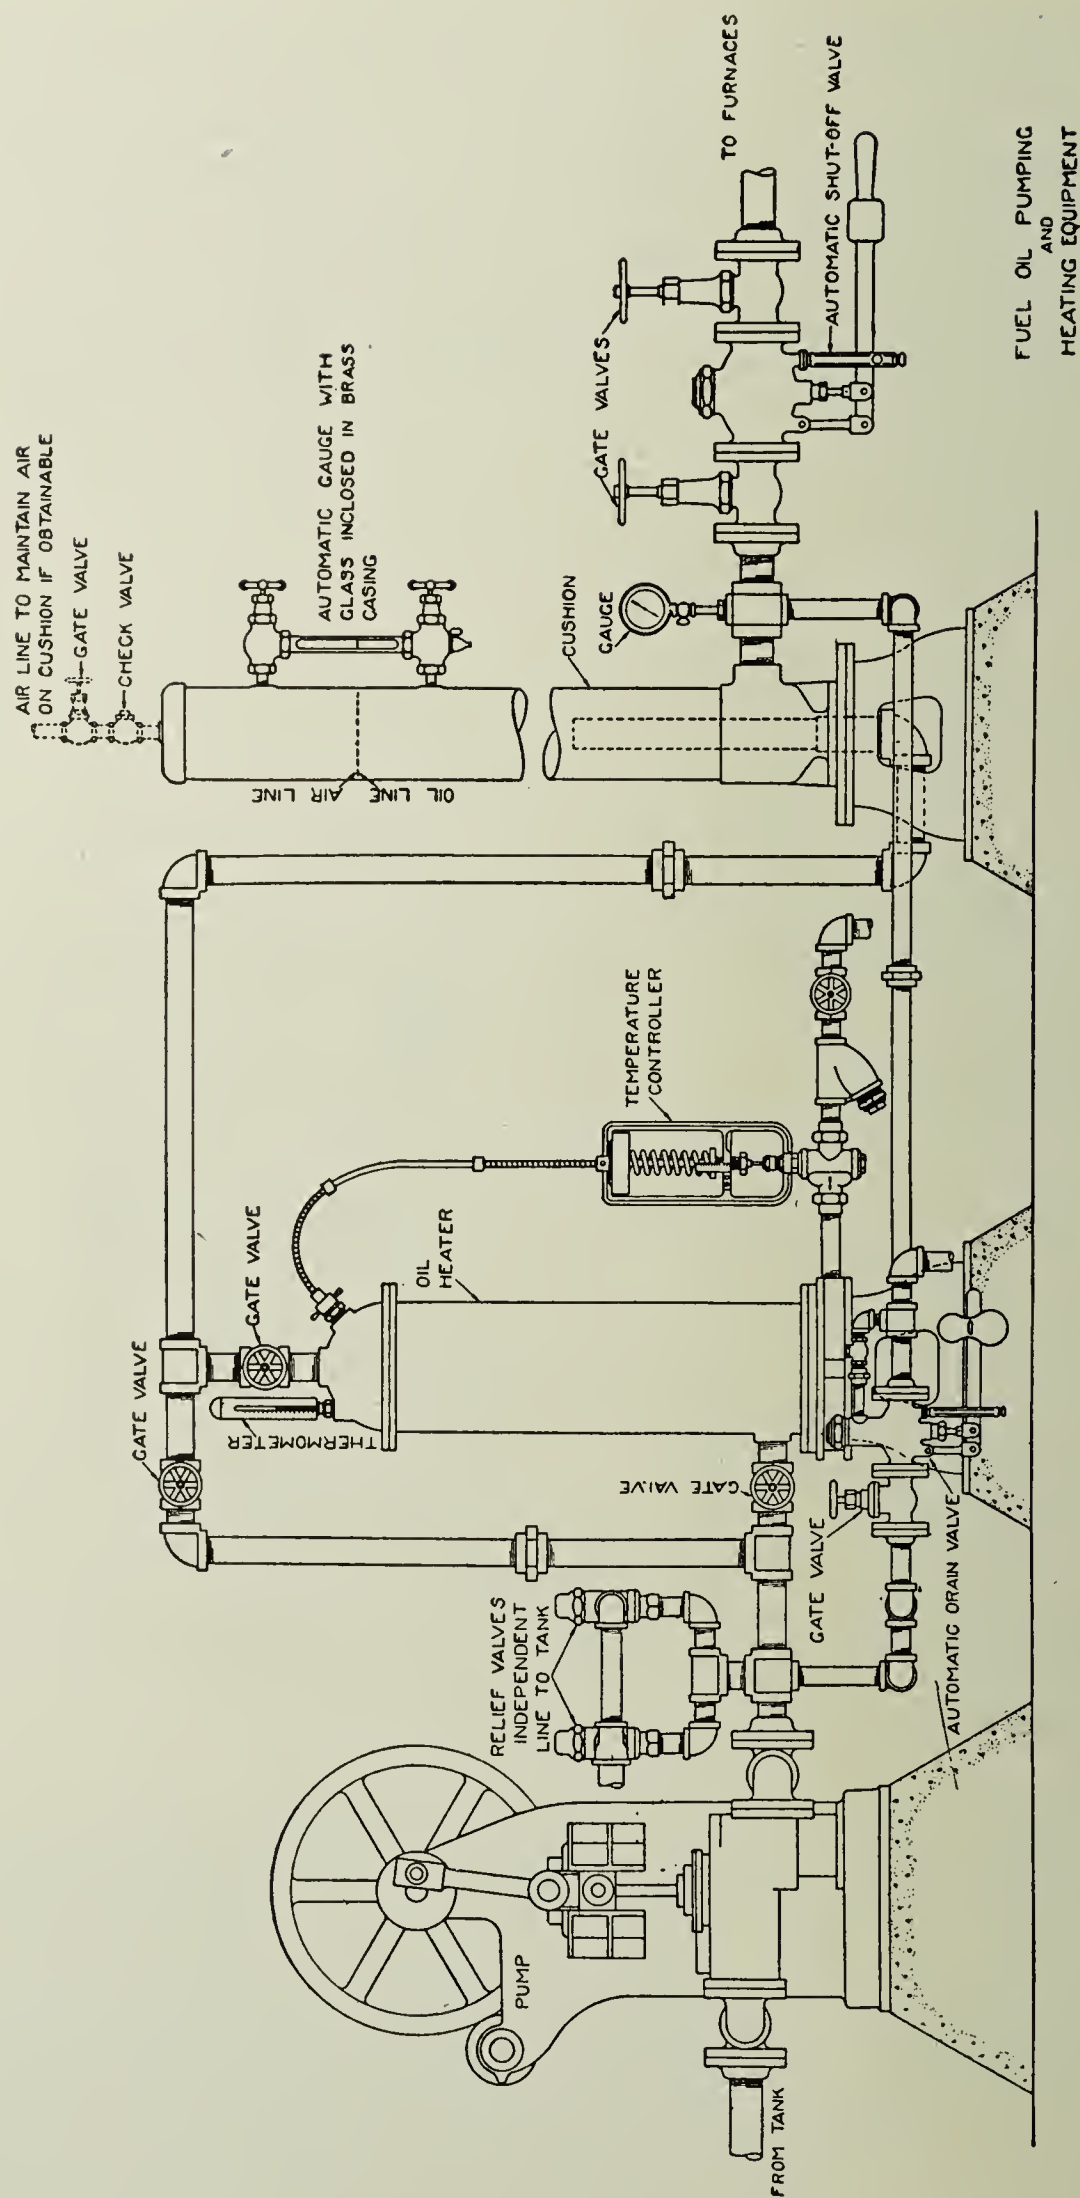 AIR LINE TO MAINTAIN AIR
ON CUSHION IF OBTAINABLE
GATE VALVE
CHECK VALVE
AUTOMATIC GAUGE WITH
GLASS INCLOSED IN BRASS
CASING
OIL LINE
AIR LINE
CUSHION
GAUGE
GATE VALVES
TO FURNACES
AUTOMATIC SHUT-OFF VALVE
TEMPERATURE
CONTROLLER
OIL
HEATER
GATE VALVE
GATE VALVE
THERMOMETER
GATE VALVE
GATE VALVE
RELIEF VALVES
INDEPENDENT
LINE TO TANK
AUTOMATIC DRAIN VALVE
PUMP
FROM TANK
FUEL OIL PUMPING
AND
HEATING EQUIPMENT